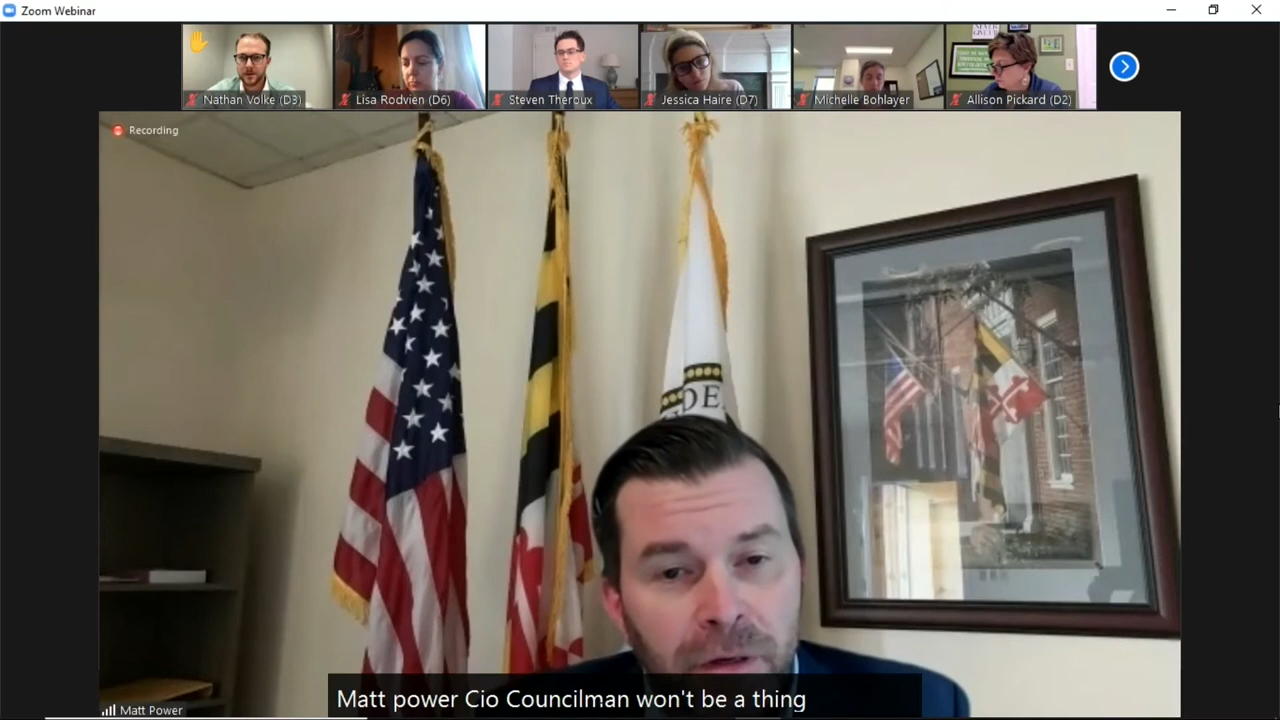 Zoom Webinar
Nathan Volke (D3)
Lisa Rodvien (D6)
Steven Theroux
Jessica Haire (D7)
Michelle Bohlayer
Allison Pickard (D2)
Recording
DE
Matt power Cio Councilman won't be a thing
Matt Power